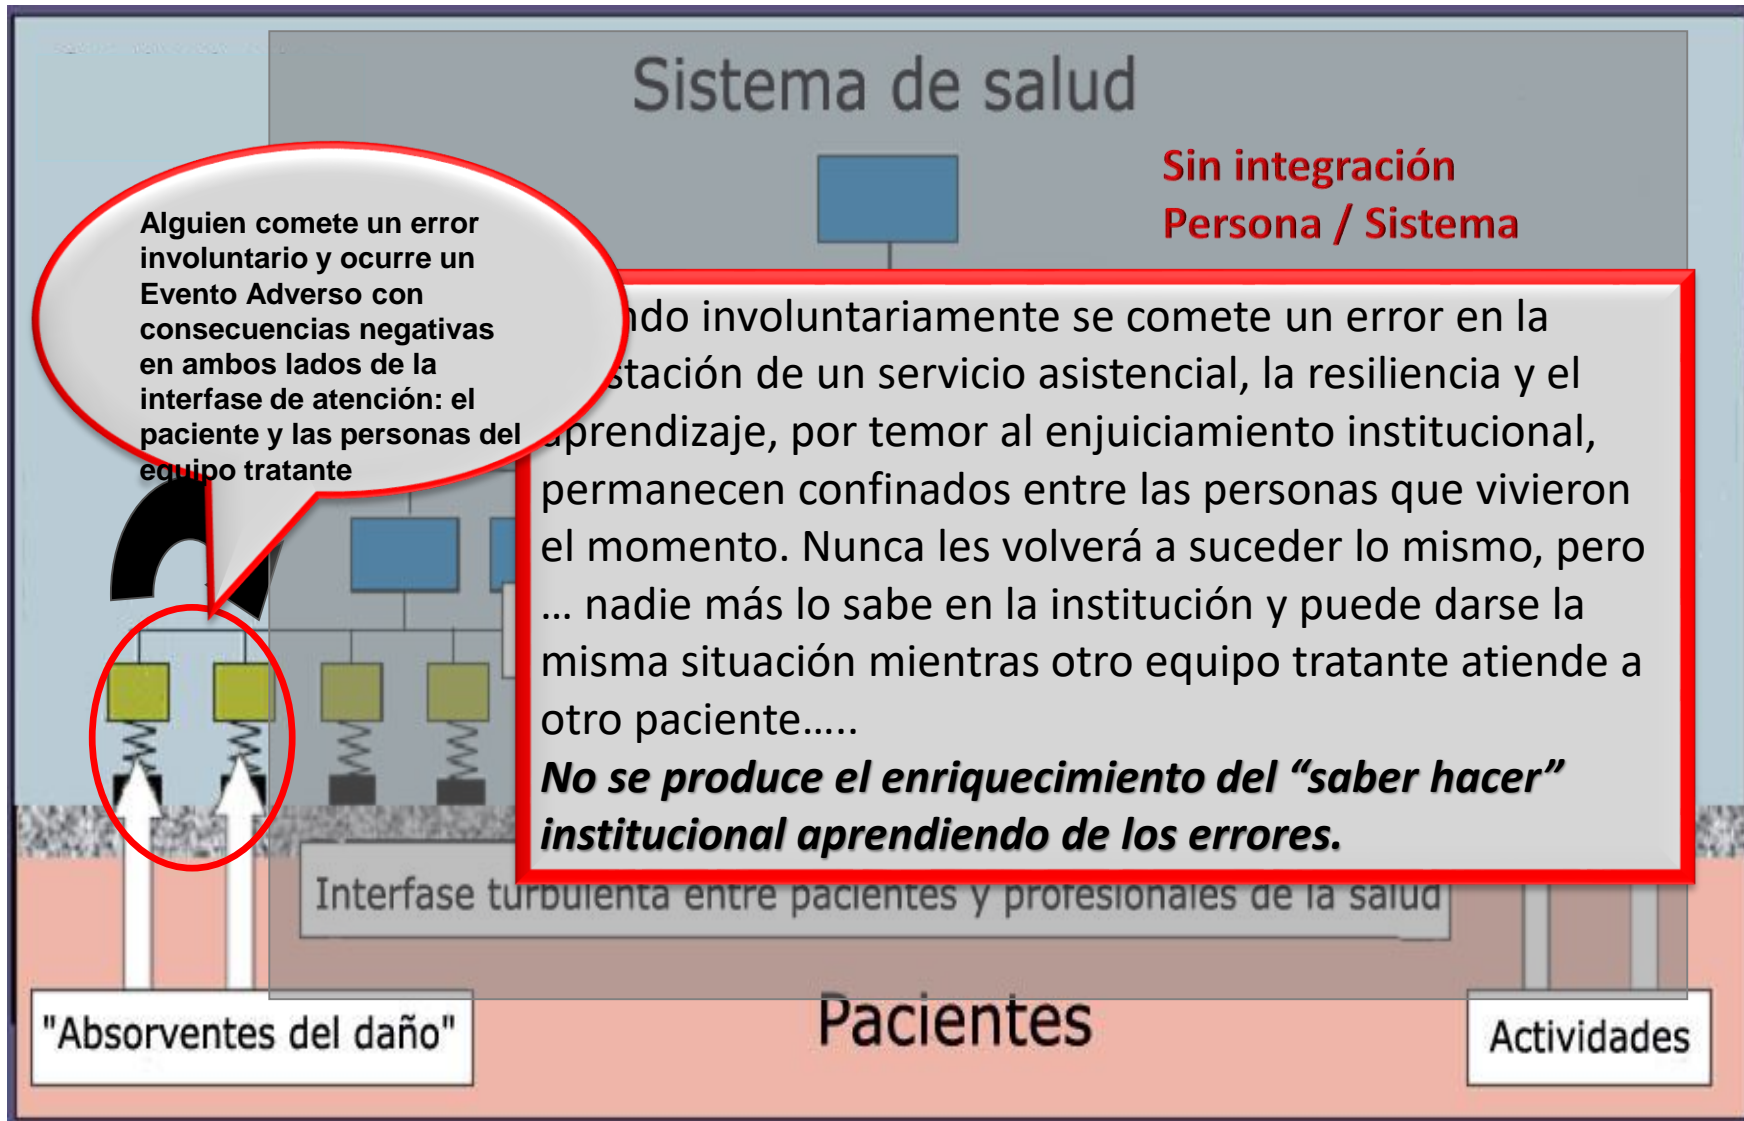 Sistema de salud
Sin integración
Persona / Sistema
Alguien comete un error
involuntario y ocurre un
Evento Adverso con
consecuencias negativas
en ambos lados de la
interfase de atención: el
paciente y las personas del
equipo tratante
involuntariamente se comete un error en la
de un servicio asistencial, la resiliencia y el
aprendizaje, por temor al enjuiciamiento institucional,
permanecen confinados entre las personas que vivieron
el momento. Nunca les volverá a suceder lo mismo, pero
… nadie más lo sabe en la institución y puede darse la
misma situación mientras otro equipo tratante atiende a
otro paciente…..
No se produce el enriquecimiento del “saber hacer”
institucional aprendiendo de los errores.
Interfase turbulenta entre pacientes y profesionales de la salud
"Absorventes del daño"
Pacientes
Actividades